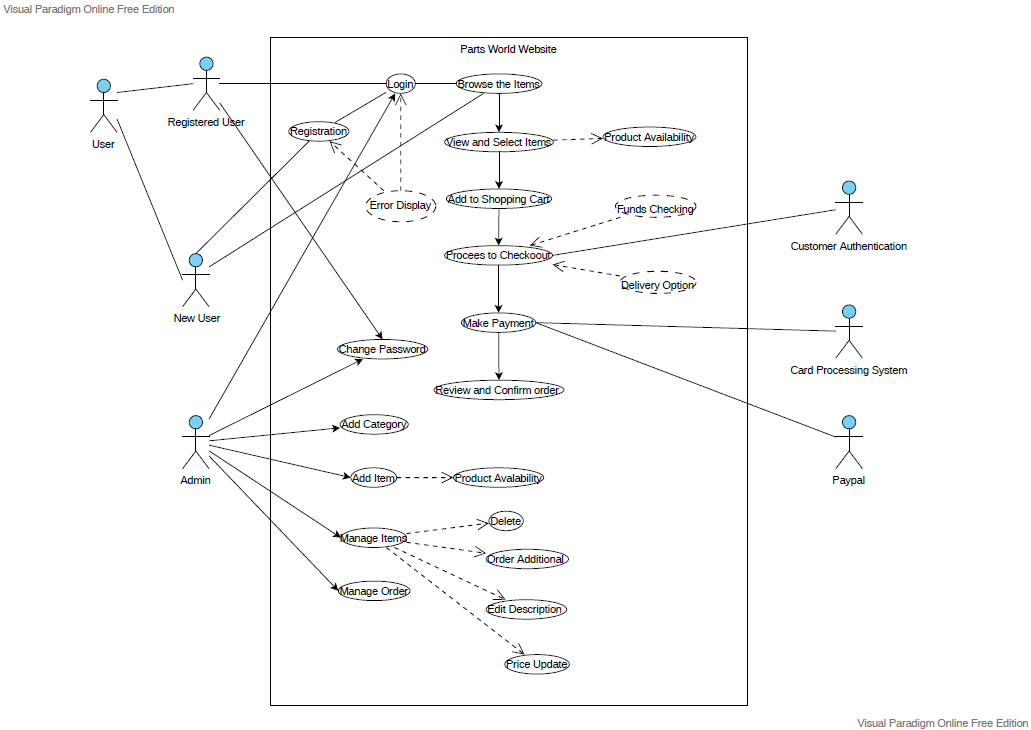 Visual Paradigm Online Free Edition
Parts World Website
Login
Browse the Items
User
Registered User
Registration
View and Select Items
Product Availability
Error Display
Add to Shopping Cart
Funds Checking
Customer Authentication
Procees to Checkoout
Delivery Option
New User
Make Payment
Change Password
Card Processing System
Review and Confirm order
Add Category
Admin
Add Item
Product Avalability
Paypal
Delete
Manage Items
Order Additional
Manage Order
Edit Description
Price Update
Visual Paradigm Online Free Edition